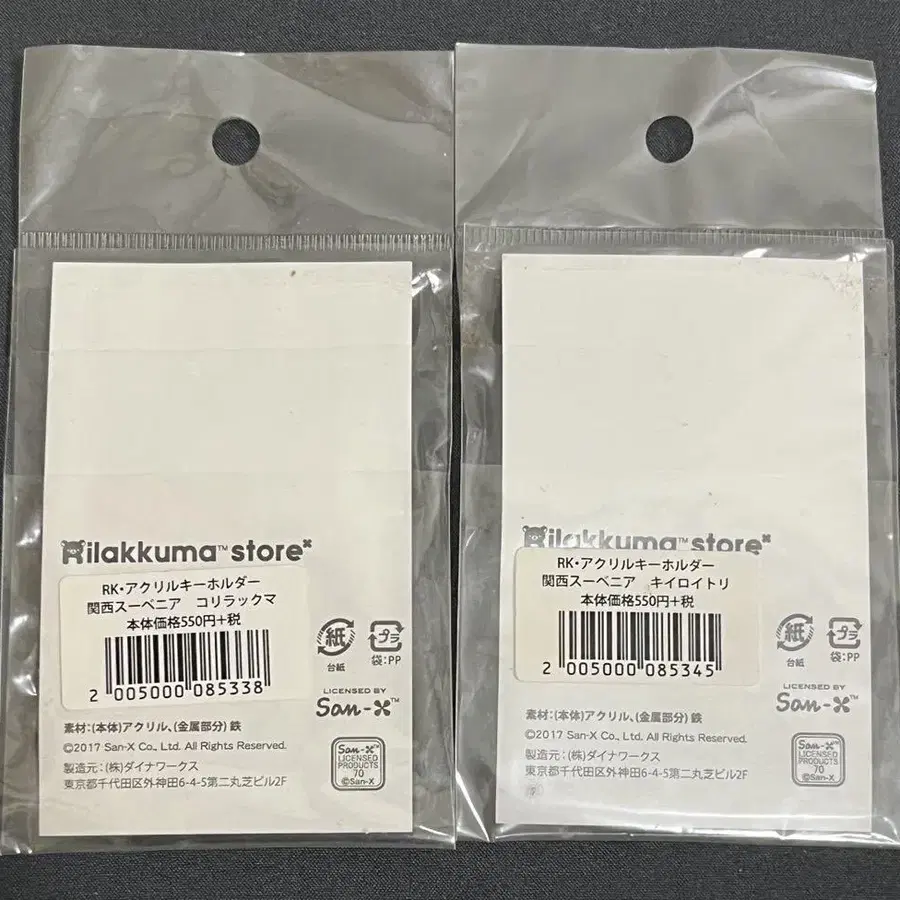 Rilakkuma™ store
RK・アクリルキーホルダー
関西スーベニア コリラックマ
本体価格550円+税
2 005000 085338
紙
台紙
プラ
袋:PP
LICENSED BY
San-X™
素材:(本体)アクリル、(金属部分)鉄
©2017 San-X Co., Ltd. All Rights Reserved.
製造元:(株)ダイナワークス
東京都千代田区外神田6-4-5第二丸芝ビル2F
San-X™
LICENSED
PRODUCTS
70
©San-X
Rilakkuma™ store
RK・アクリルキーホルダー
関西スーベニア キイロイトリ
本体価格550円+税
2 005000 085345
紙
台紙
プラ
袋:PP
LICENSED BY
San-X™
素材:(本体)アクリル、(金属部分)鉄
©2017 San-X Co., Ltd. All Rights Reserved.
製造元:(株)ダイナワークス
東京都千代田区外神田6-4-5第二丸芝ビル2F
San-X™
LICENSED
PRODUCTS
70
©San-X